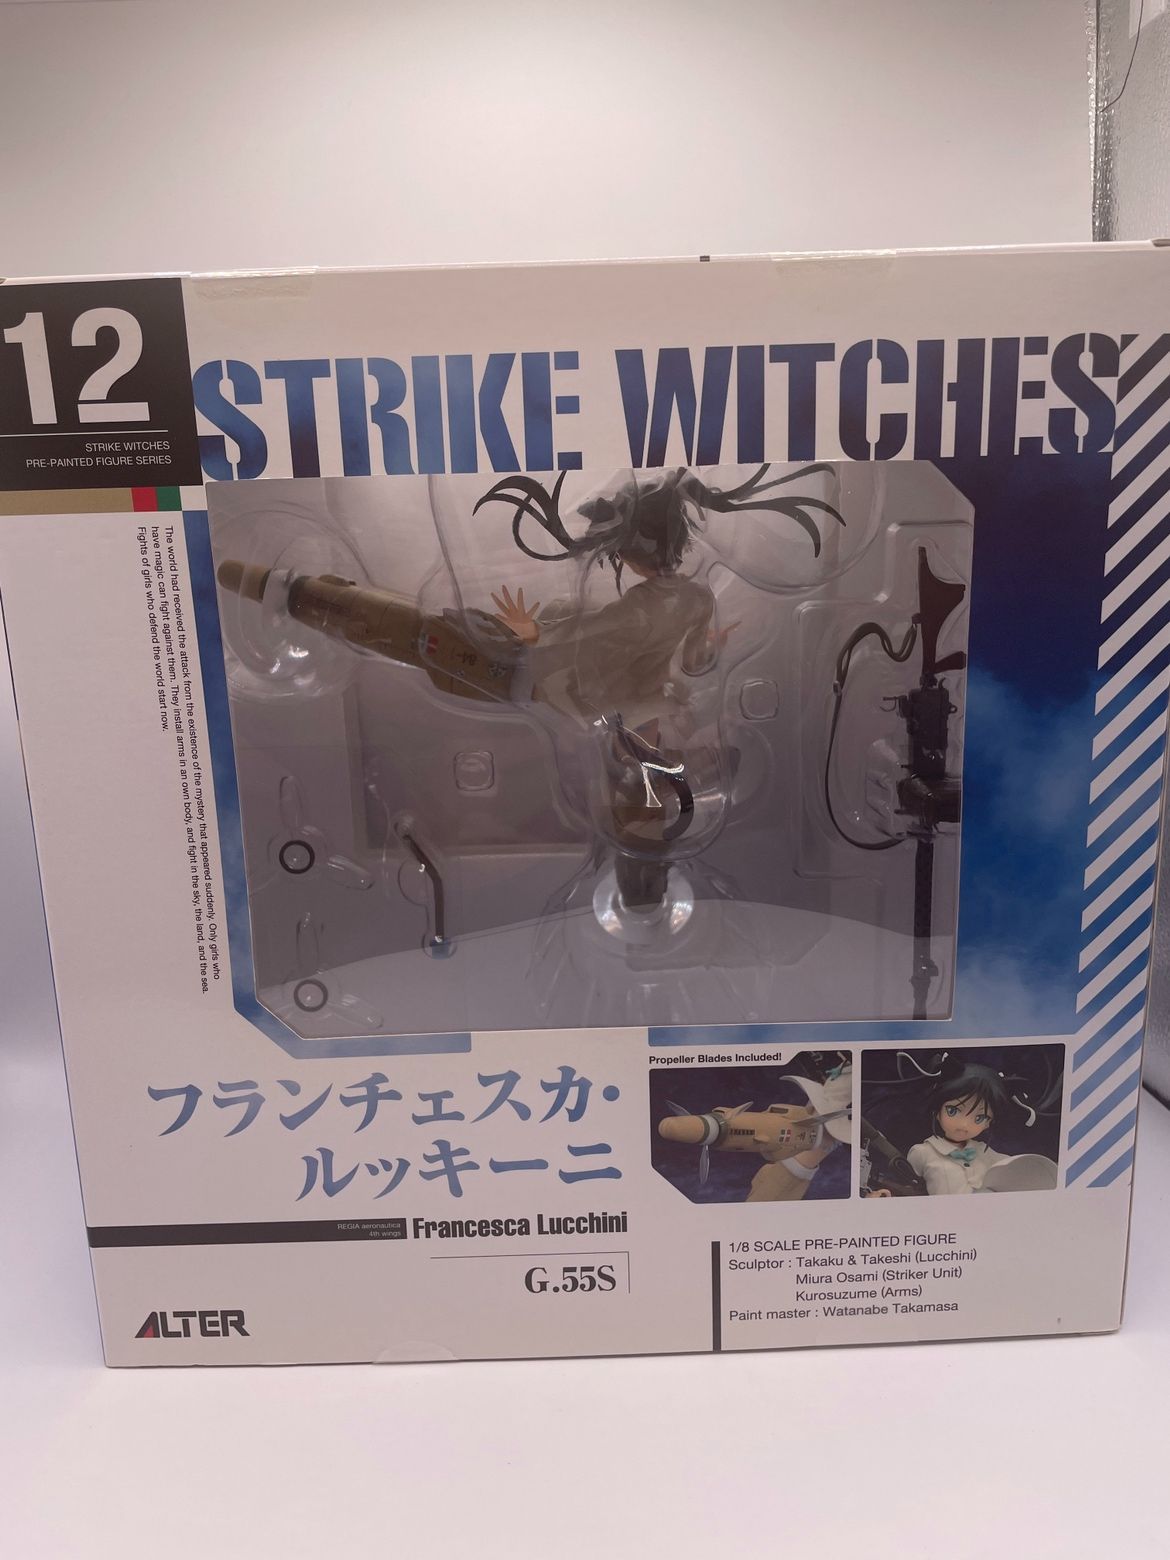 12
STRIKE WITCHES
PRE-PAINTED FIGURE SERIES
STRIKE WITCHES
The world had received the attack from the existence of the mystery that appeared suddenly. Only girls who
have magic can fight against them. They install arms in an own body, and fight in the sky, the land, and the sea.
Fights of girls who defend the world start now.
84-
フランチェスカ・
ルッキーニ
REGIA aeronautica
4th wings
Francesca Lucchini
G.55S
ALTER
Propeller Blades Included!
1/8 SCALE PRE-PAINTED FIGURE
Sculptor : Takaku & Takeshi (Lucchini)
Miura Osami (Striker Unit)
Kurosuzume (Arms)
Paint master : Watanabe Takamasa